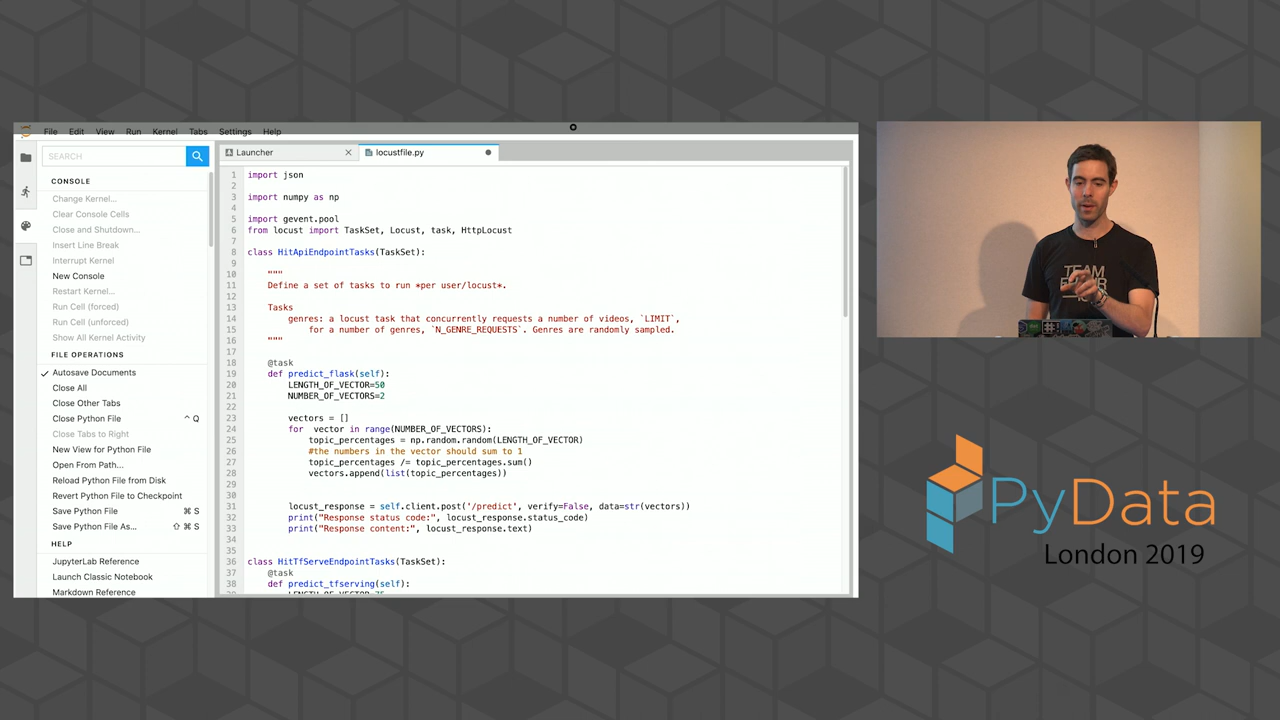 File Edit View Run Kernel Tabs Settings Help
SEARCH
CONSOLE
Change Kernel...
Clear Console Cells
Close and Shutdown...
Insert Line Break
Interrupt Kernel
New Console
Restart Kernel...
Run Cell (forced)
Run Cell (unforced)
Show All Kernel Activity
FILE OPERATIONS
Autosave Documents
Close All
Close Other Tabs
Close Python File ^ Q
Close Tabs to Right
New View for Python File
Open From Path...
Reload Python File from Disk
Revert Python File to Checkpoint
Save Python File ⌘ S
Save Python File As... ⇧ ⌘ S
HELP
JupyterLab Reference
Launch Classic Notebook
Markdown Reference
Launcher × locustfile.py
1 import json
2
3 import numpy as np
4
5 import gevent.pool
6 from locust import TaskSet, Locust, task, HttpLocust
7
8 class HitApiEndpointTasks(TaskSet):
9
10 """
11 Define a set of tasks to run *per user/locust*.
12
13 Tasks
14 genres: a locust task that concurrently requests a number of videos, `LIMIT`,
15 for a number of genres, `N_GENRE_REQUESTS`. Genres are randomly sampled.
16 """
17
18 @task
19 def predict_flask(self):
20 LENGTH_OF_VECTOR=50
21 NUMBER_OF_VECTORS=2
22
23 vectors = []
24 for vector in range(NUMBER_OF_VECTORS):
25 topic_percentages = np.random.random(LENGTH_OF_VECTOR)
26 #the numbers in the vector should sum to 1
27 topic_percentages /= topic_percentages.sum()
28 vectors.append(list(topic_percentages))
29
30
31 locust_response = self.client.post('/predict', verify=False, data=str(vectors))
32 print("Response status code:", locust_response.status_code)
33 print("Response content:", locust_response.text)
34
35
36 class HitTfServeEndpointTasks(TaskSet):
37 @task
38 def predict_tfserving(self):
TEAM
PyData
London 2019